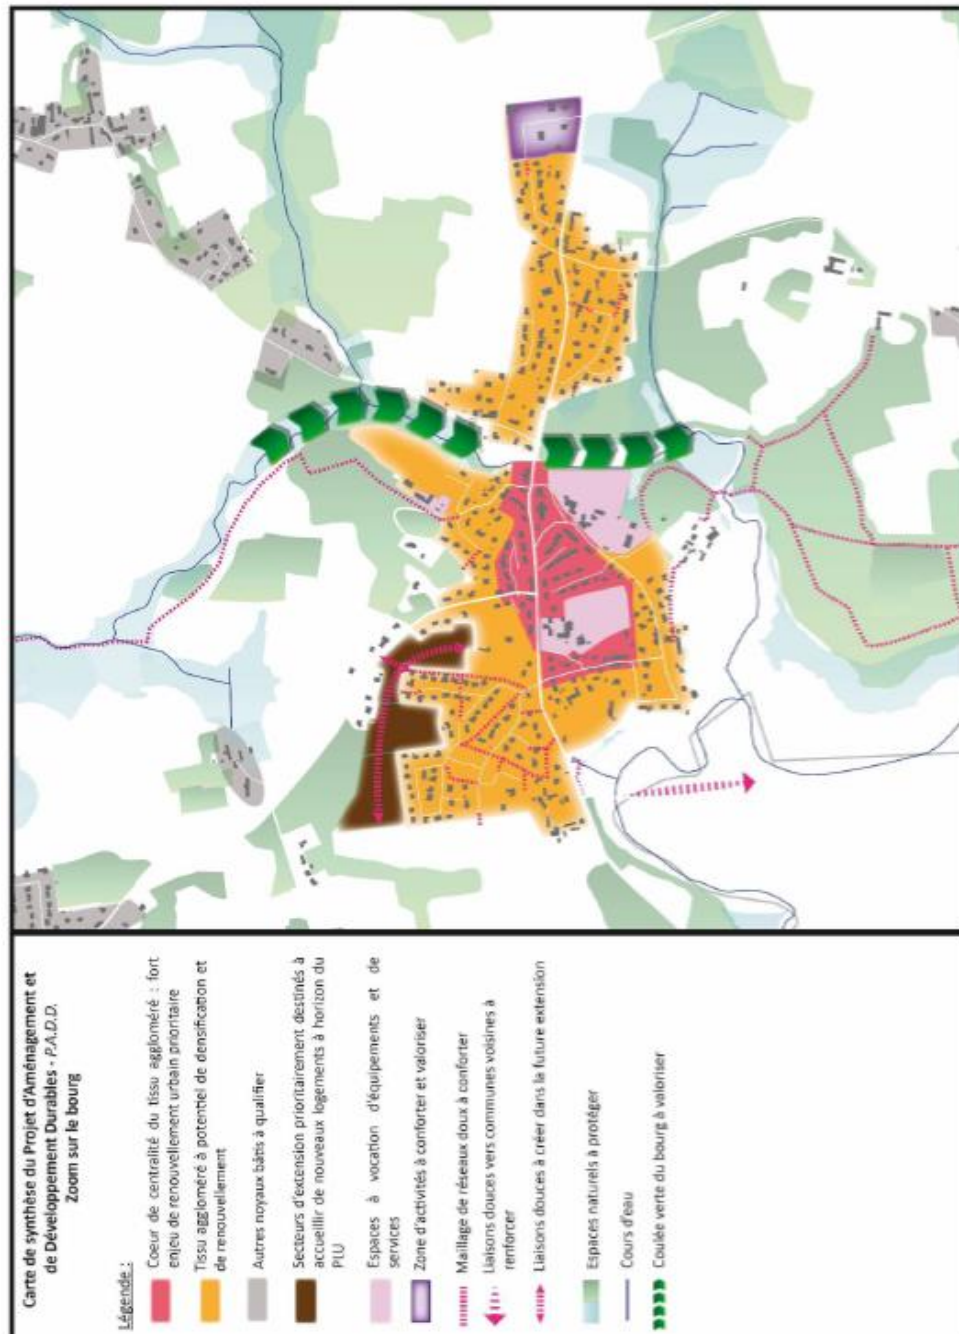 Carte de synthèse du Projet d'Aménagement et
de Développement Durables - P.A.D.D.
Zoom sur le bourg
Légende :
Coeur de centralité du tissu aggloméré : fort
enjeu de renouvellement urbain prioritaire
Tissu aggloméré à potentiel de densification et
de renouvellement
Autres noyaux bâtis à qualifier
Secteurs d'extension prioritairement destinés à
accueillir de nouveaux logements à horizon du
PLU
Espaces à vocation d'équipements et de
services
Zone d'activités à conforter et valoriser
Maillage de réseaux doux à conforter
Liaisons douces vers communes voisines à
renforcer
Liaisons douces à créer dans la future extension
Espaces naturels à protéger
Cours d'eau
Coulée verte du bourg à valoriser